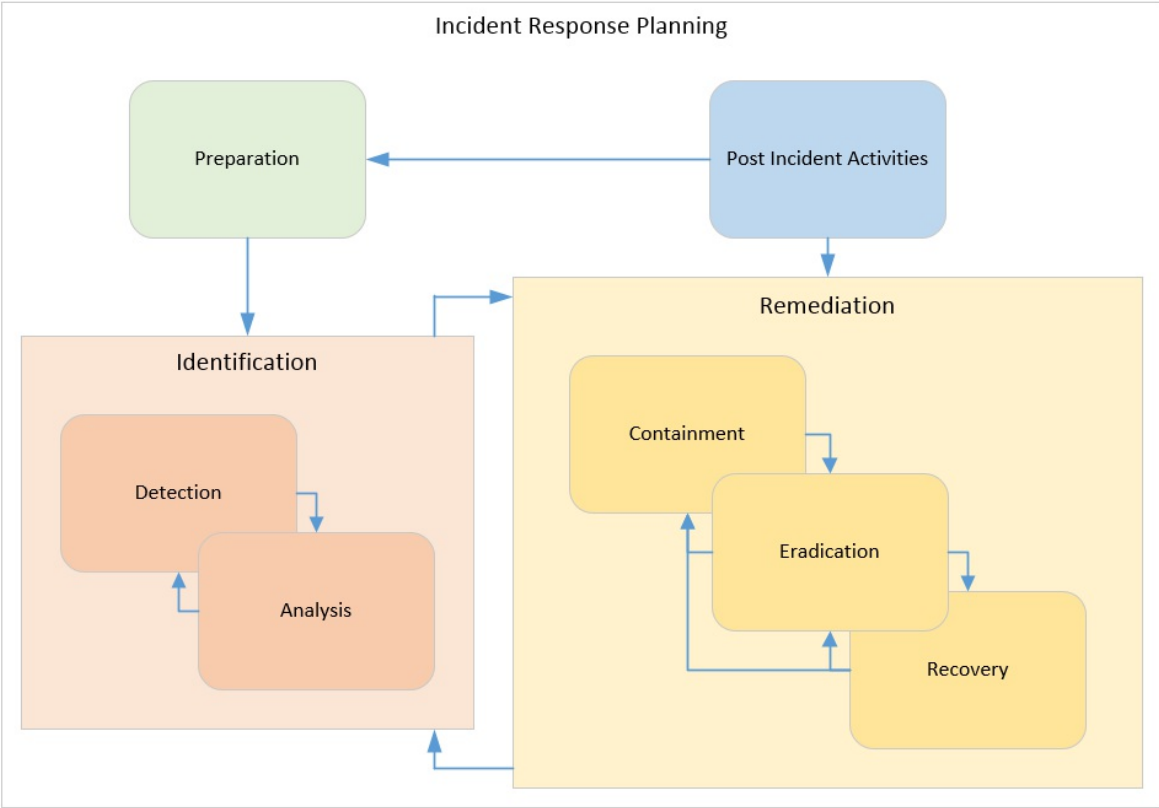 Incident Response Planning
Preparation
Post Incident Activities
Identification
Detection
Analysis
Remediation
Containment
Eradication
Recovery